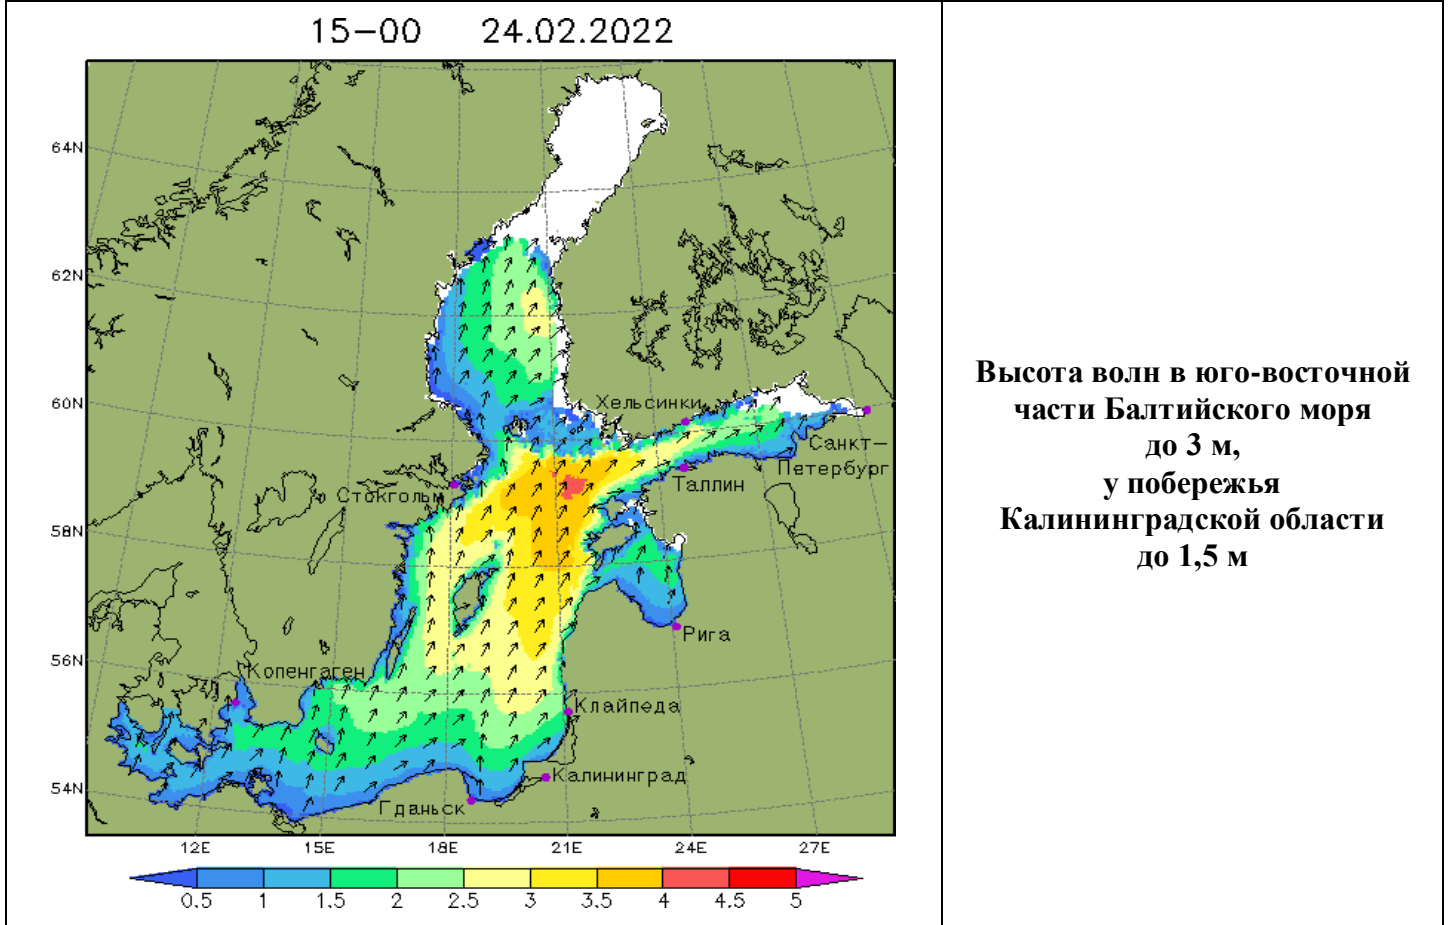 15-00 24.02.2022
64N
62N
60N
58N
56N
54N
Хельсинки
Санкт-
Петербург
Стокгольм
Таллин
Рига
Копенгаген
Клайпеда
Калининград
Гданьск
12E 15E 18E 21E 24E 27E
0.5 1 1.5 2 2.5 3 3.5 4 4.5 5
Высота волн в юго-восточной
части Балтийского моря
до 3 м,
у побережья
Калининградской области
до 1,5 м